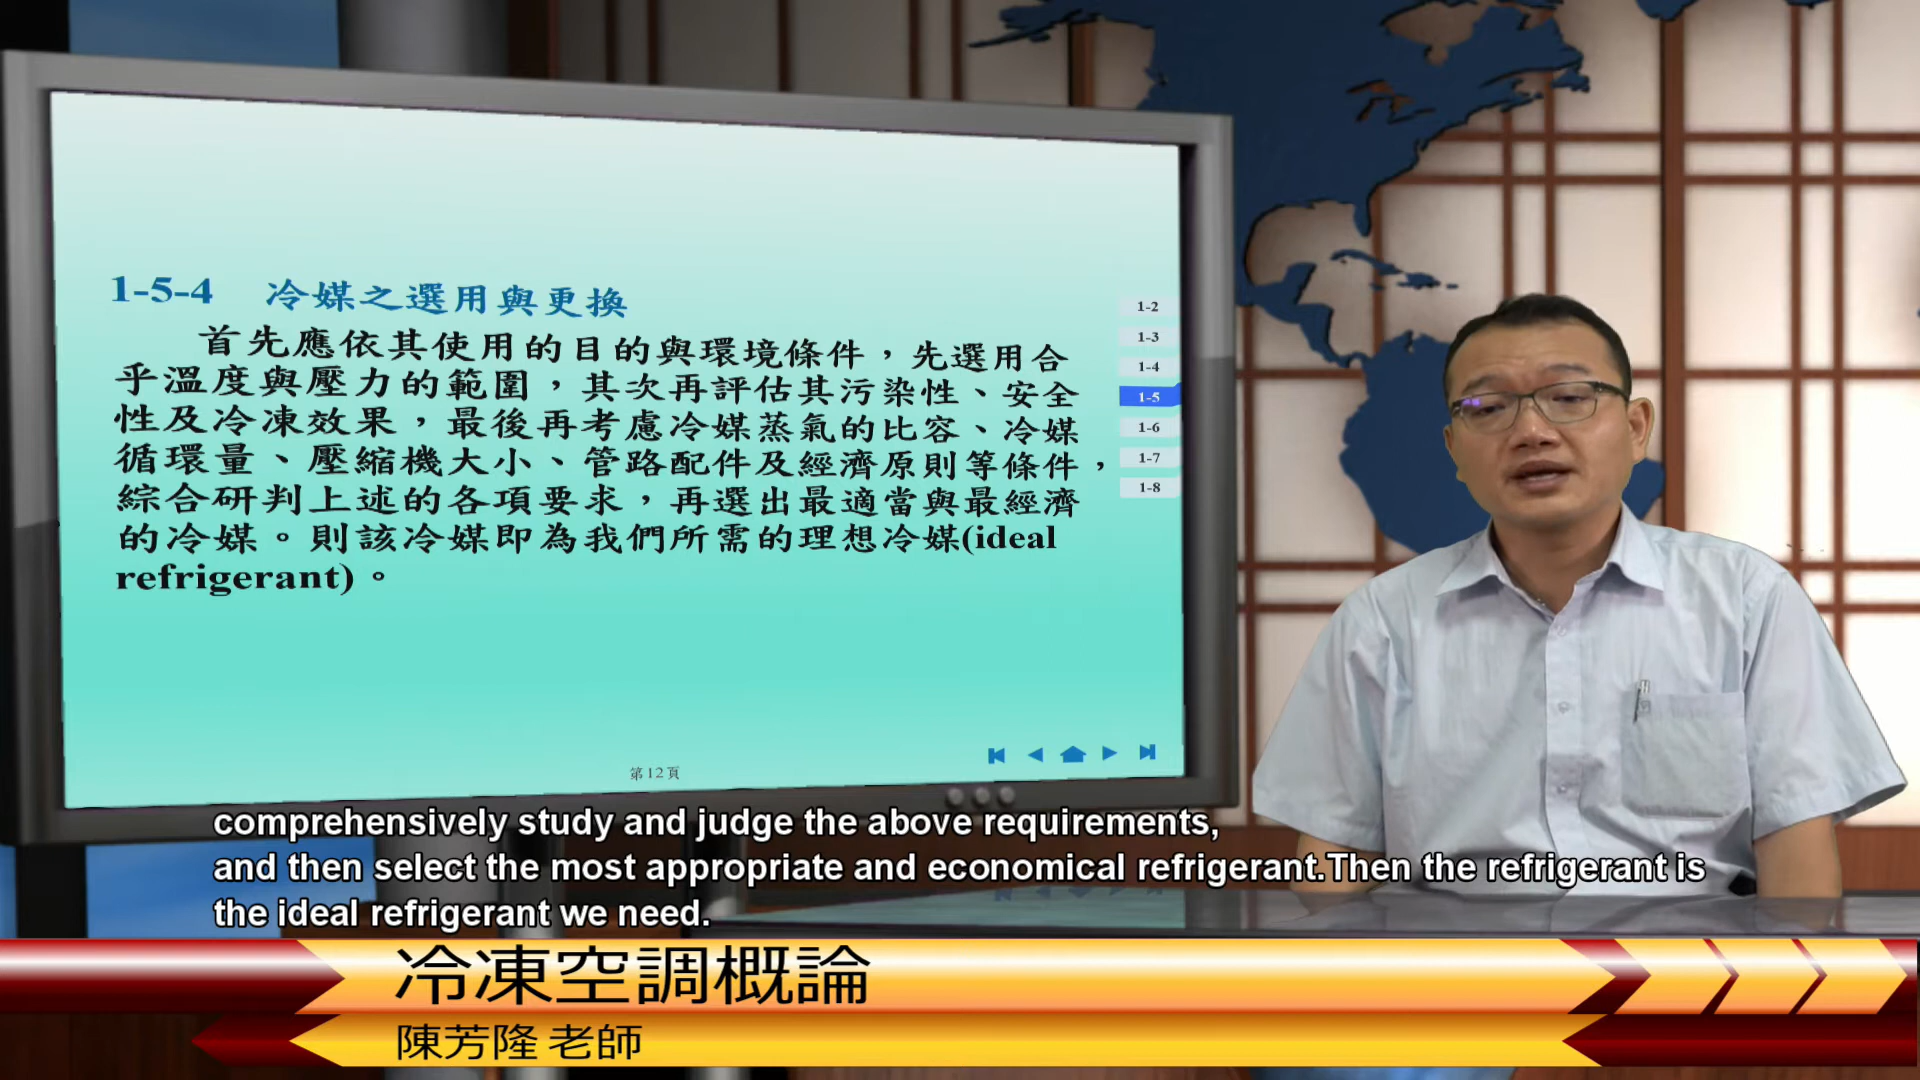 1-5-4 冷媒之選用與更換
首先應依其使用的目的與環境條件，先選用合
乎溫度與壓力的範圍，其次再評估其污染性、安全
性及冷凍效果，最後再考慮冷媒蒸氣的比容、冷媒
循環量、壓縮機大小、管路配件及經濟原則等條件，
綜合研判上述的各項要求，再選出最適當與最經濟
的冷媒。則該冷媒即為我們所需的理想冷媒(ideal
refrigerant)。
1-2
1-3
1-4
1-5
1-6
1-7
1-8
第12頁
comprehensively study and judge the above requirements,
and then select the most appropriate and economical refrigerant.Then the refrigerant is
the ideal refrigerant we need.
冷凍空調概論
陳芳隆 老師